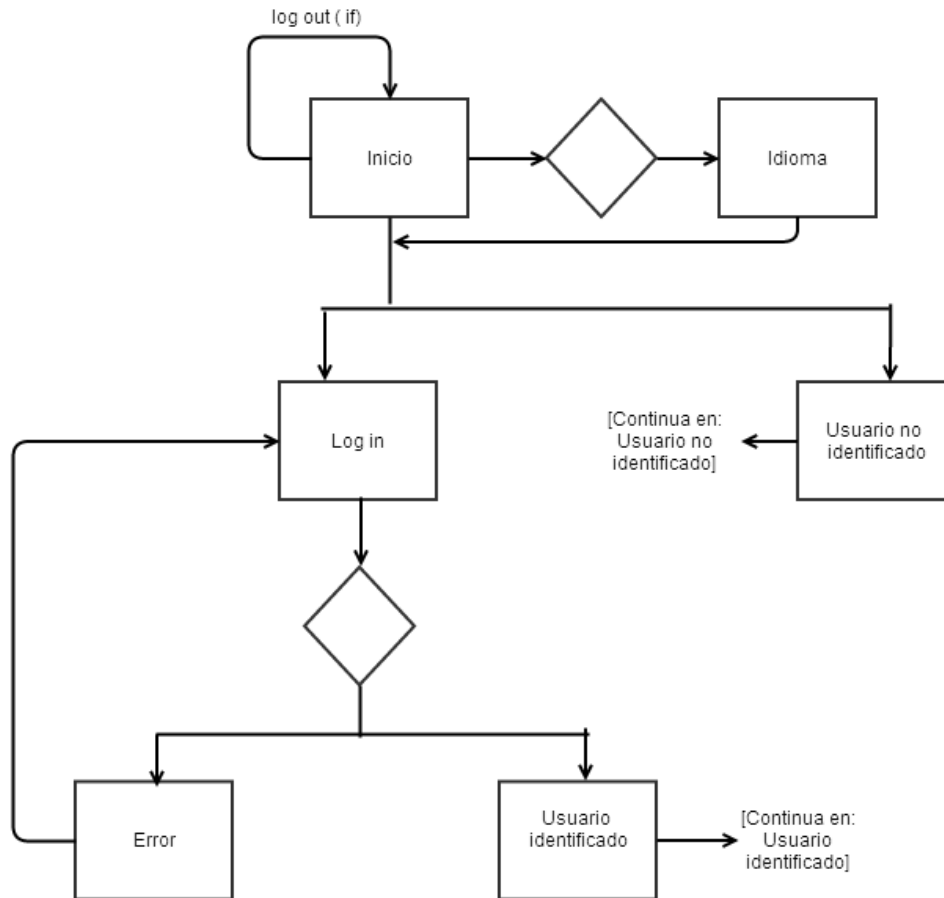 log out ( if)
Inicio
Idioma
Log in
[Continua en:
Usuario no
identificado]
Usuario no
identificado
Error
Usuario
identificado
[Continua en:
Usuario
identificado]